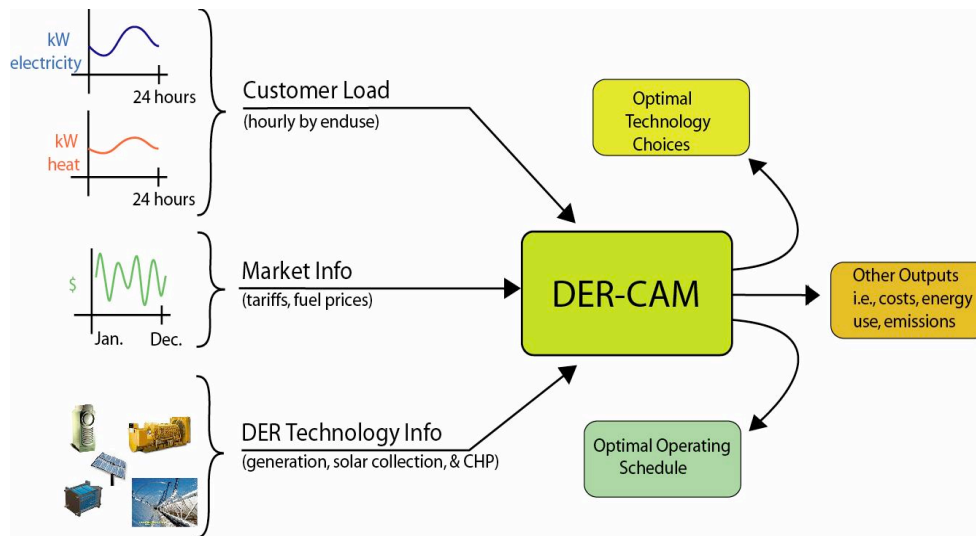 kW
electricity
24 hours
kW
heat
24 hours
Customer Load
(hourly by enduse)
$
Jan.
Dec.
Market Info
(tariffs, fuel prices)
DER Technology Info
(generation, solar collection, & CHP)
DER-CAM
Optimal
Technology
Choices
Other Outputs
i.e., costs, energy
use, emissions
Optimal Operating
Schedule